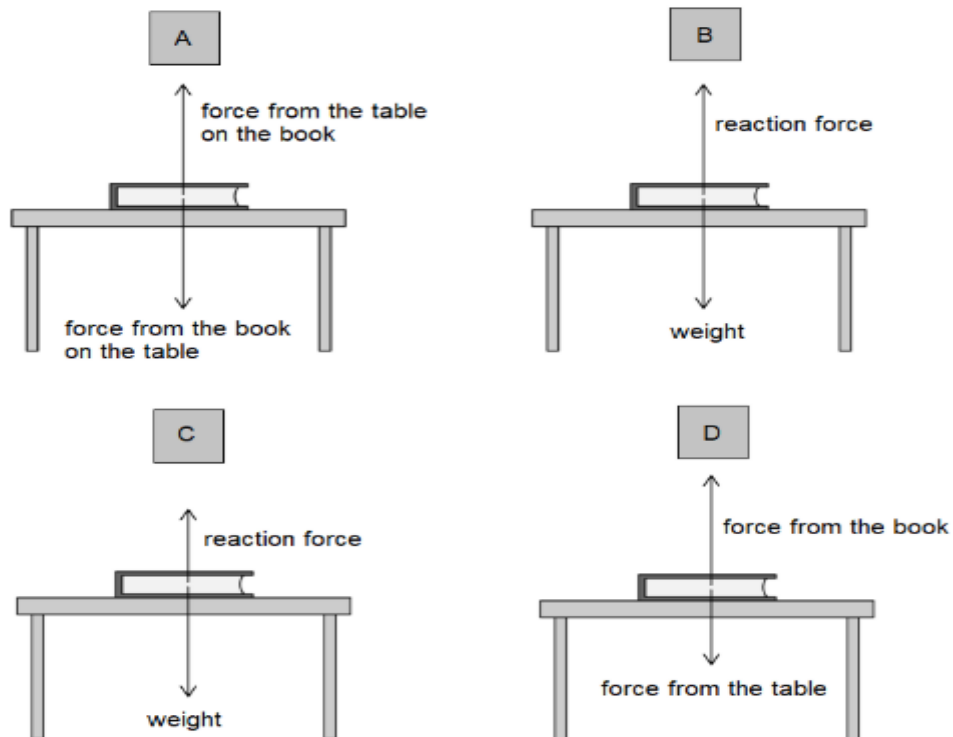 A
force from the table
on the book
force from the book
on the table
B
reaction force
weight
C
reaction force
weight
D
force from the book
force from the table